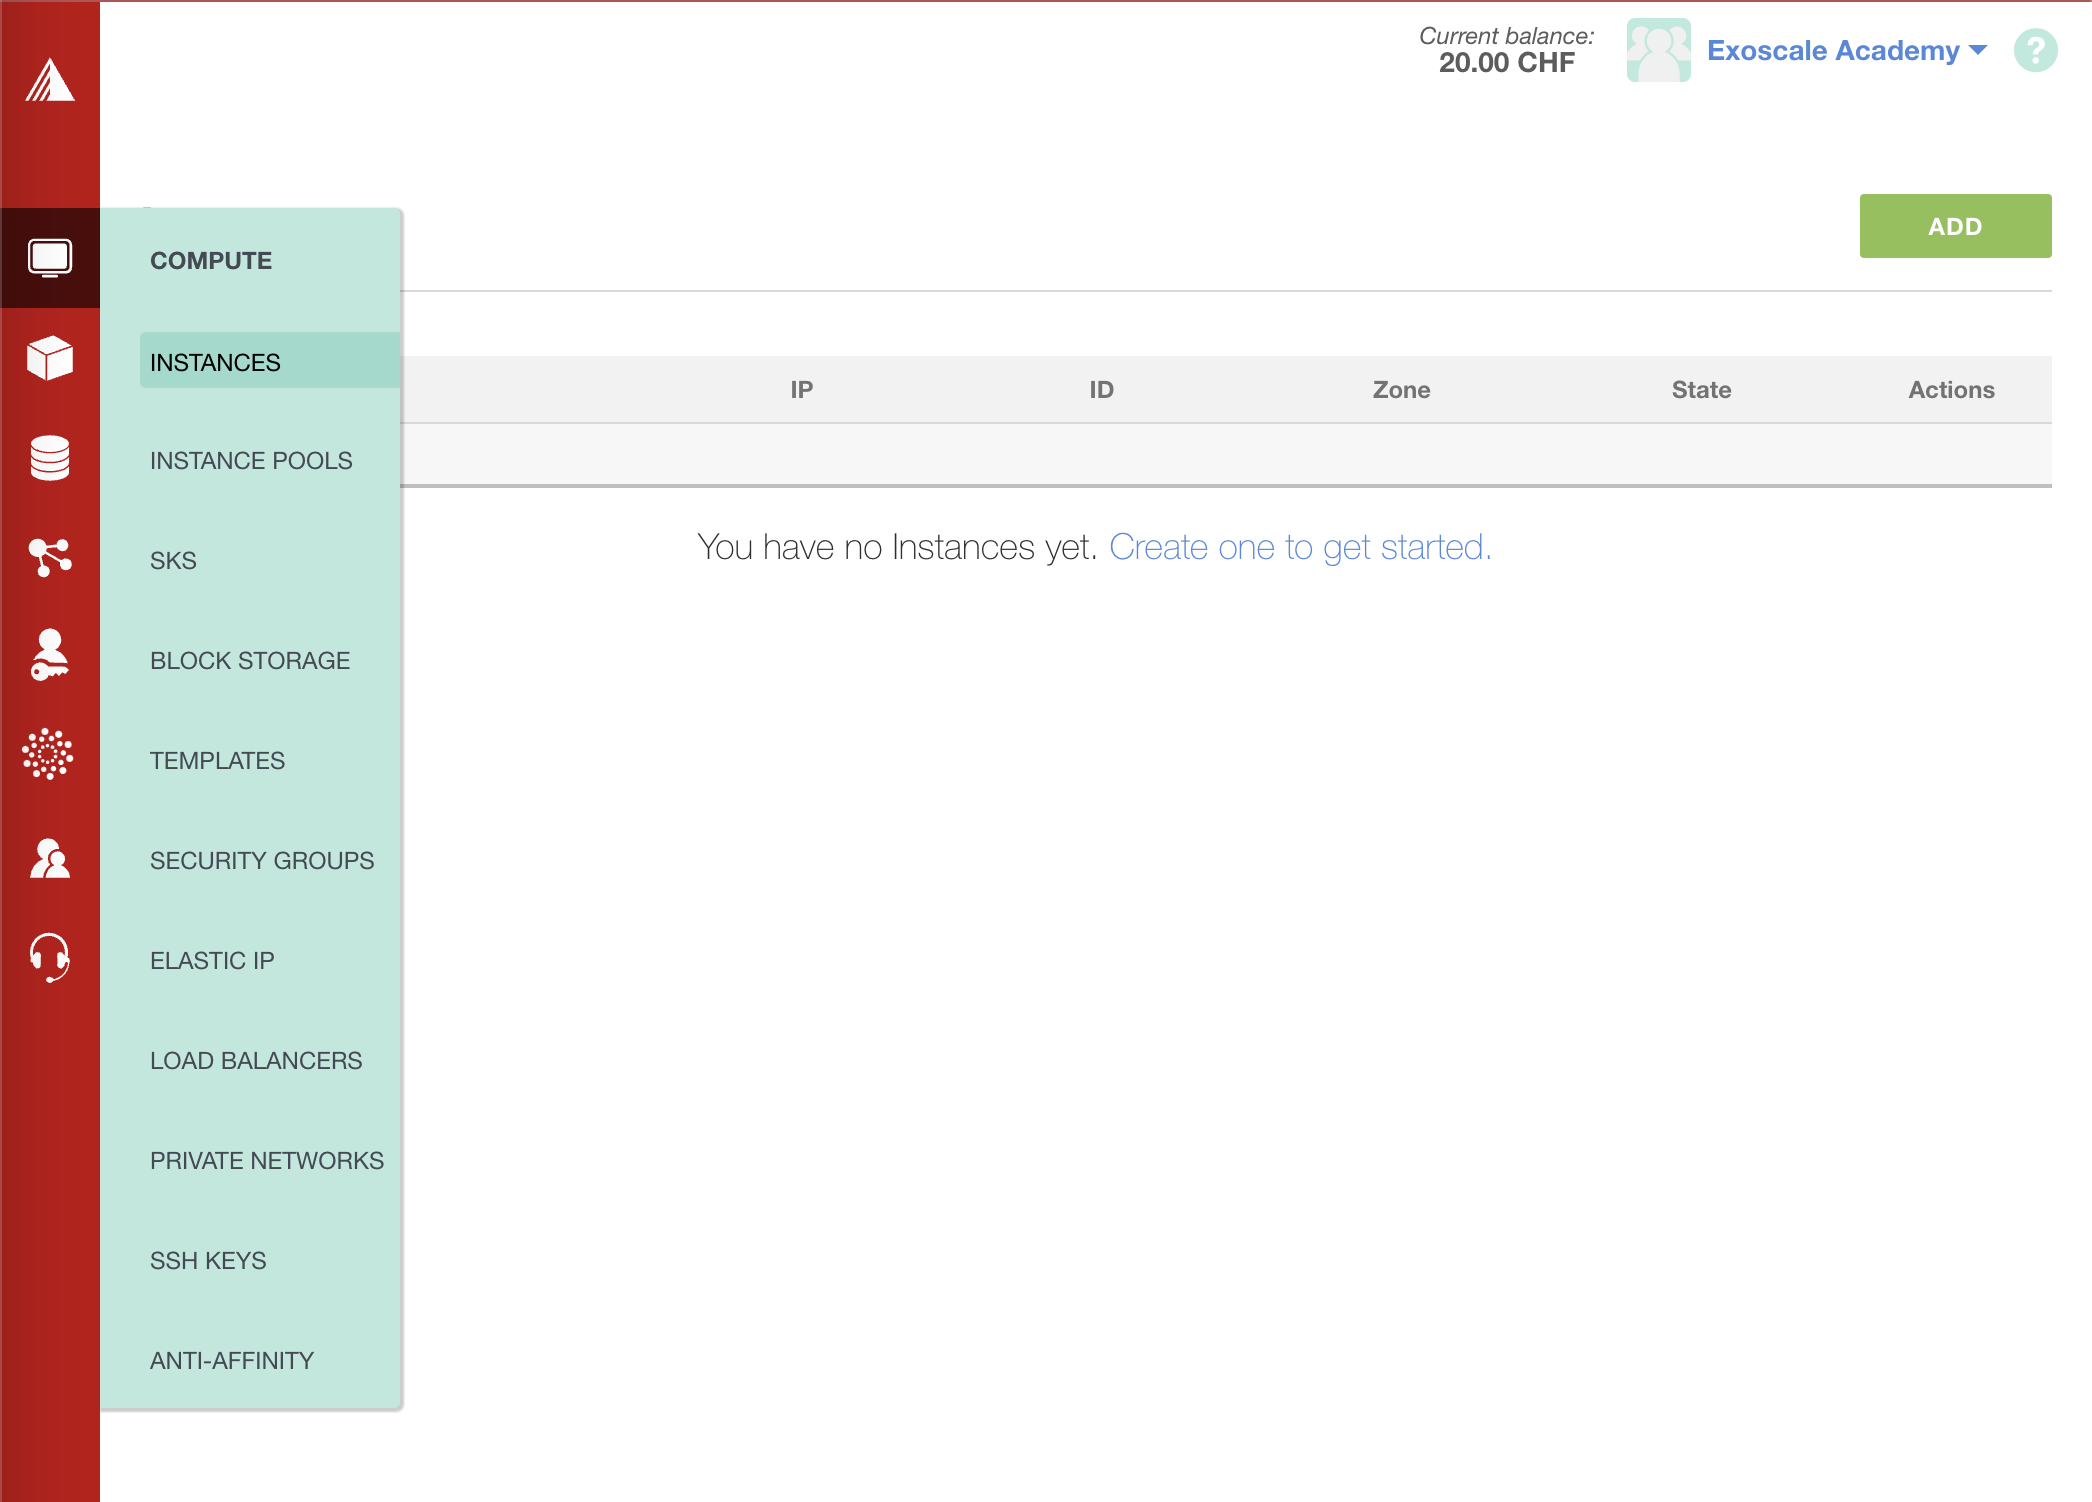 Current balance:
20.00 CHF
Exoscale Academy
?
ADD
COMPUTE
INSTANCES
INSTANCE POOLS
SKS
BLOCK STORAGE
TEMPLATES
SECURITY GROUPS
ELASTIC IP
LOAD BALANCERS
PRIVATE NETWORKS
SSH KEYS
ANTI-AFFINITY
IP ID Zone State Actions
You have no Instances yet. Create one to get started.